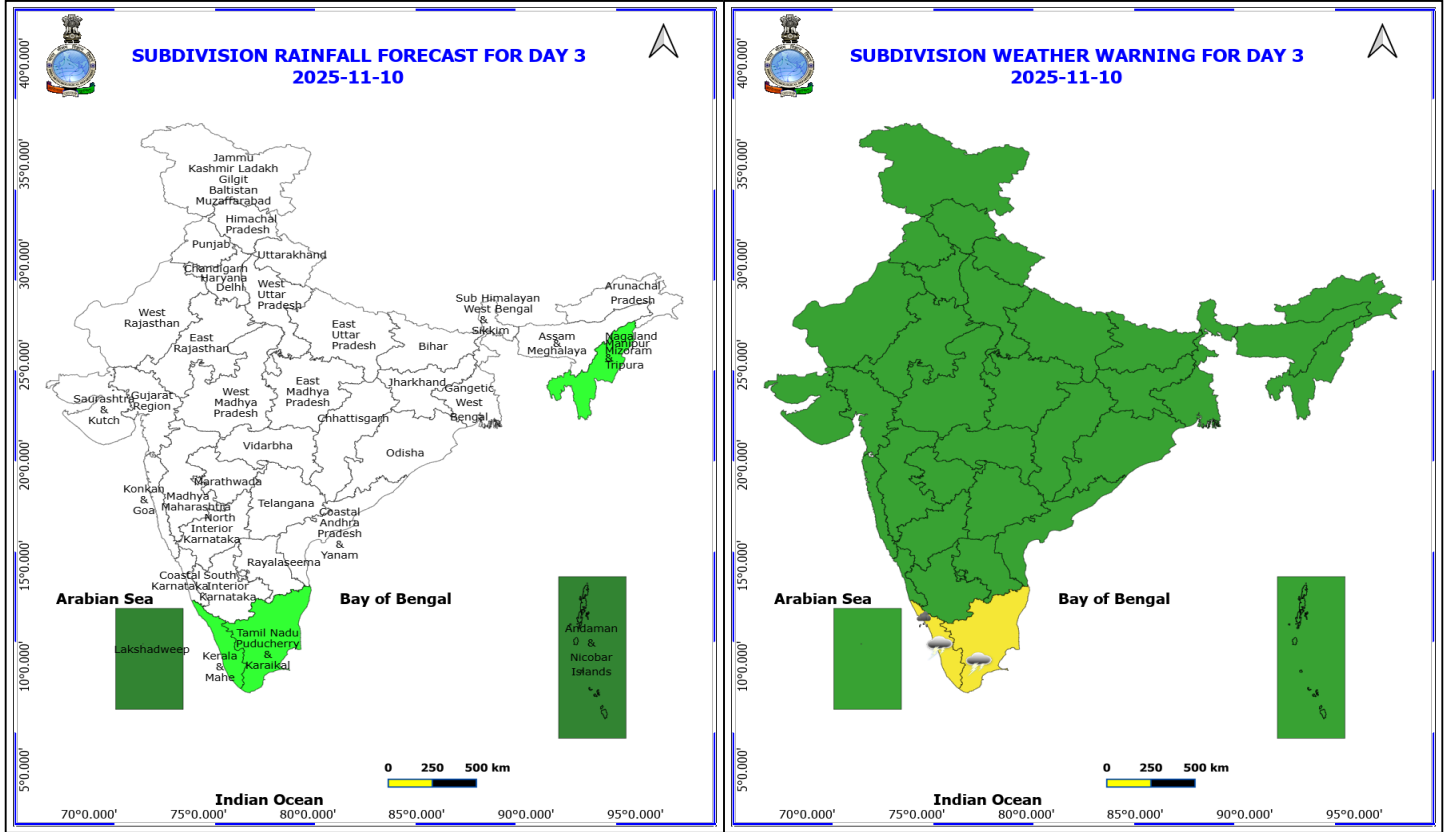 SUBDIVISION RAINFALL FORECAST FOR DAY 3
2025-11-10
40°0.000'
35°0.000'
30°0.000'
25°0.000'
20°0.000'
15°0.000'
10°0.000'
5°0.000'
Jammu
Kashmir Ladakh
Gilgit
Baltistan
Muzaffarabad
Himachal
Pradesh
Punjab
Uttarakhand
Chandigarh
Haryana
Delhi
West
Uttar
Pradesh
Arunachal
Pradesh
Sub Himalayan
West Bengal
&
Sikkim
West
Rajasthan
East
Rajasthan
East
Uttar
Pradesh
Bihar
Assam
&
Meghalaya
Nagaland
Manipur
Mizoram
&
Tripura
Saurashtra
&
Kutch
Gujarat
Region
West
Madhya
Pradesh
East
Madhya
Pradesh
Jharkhand
Gangetic
West
Bengal
Chhattisgarh
Vidarbha
Odisha
Konkan
&
Goa
Madhya
Maharashtra
Marathwada
Telangana
North
Interior
Karnataka
Coastal
Andhra
Pradesh
&
Yanam
Rayalaseema
Coastal
Karnataka
South
Interior
Karnataka
Arabian Sea
Bay of Bengal
Lakshadweep
Kerala
&
Mahe
Tamil Nadu
Puducherry
&
Karaikal
Andaman
&
Nicobar
Islands
0 250 500 km
Indian Ocean
70°0.000' 75°0.000' 80°0.000' 85°0.000' 90°0.000' 95°0.000'
SUBDIVISION WEATHER WARNING FOR DAY 3
2025-11-10
40°0.000'
35°0.000'
30°0.000'
25°0.000'
20°0.000'
15°0.000'
10°0.000'
5°0.000'
Arabian Sea
Bay of Bengal
0 250 500 km
Indian Ocean
70°0.000' 75°0.000' 80°0.000' 85°0.000' 90°0.000' 95°0.000'